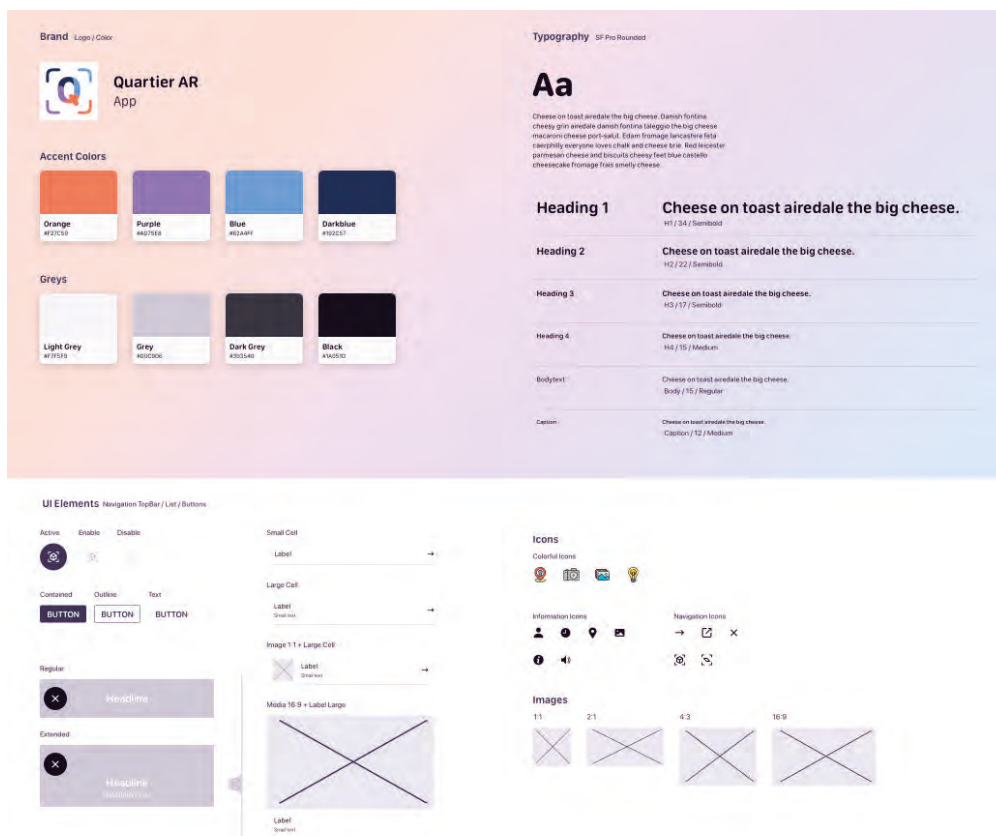 Brand Logo / Color
Quartier AR
App
Accent Colors
Orange
#F27C50
Purple
Blue
#62A4FF
Darkblue
#192C57
Greys
Light Grey
#F7F5F9
Grey
Dark Grey
#393540
Black
#1A051D
Typography SF Pro Rounded
Aa
Cheese on toast airedale the big cheese. Danish fontina
cheesy grin airedale danish fontina taleggio the big cheese
macaroni cheese port-salut. Edam fromage lancashire feta
caerphilly everyone loves chalk and cheese brie. Red leicester
parmesan cheese and biscuits cheesy feet blue castello
cheesecake fromage frais smelly cheese.
Heading 1
Cheese on toast airedale the big cheese.
H1 / 34 / Semibold
Heading 2
Cheese on toast airedale the big cheese.
H2 / 22 / Semibold
Heading 3
Cheese on toast airedale the big cheese.
H3 / 17 / Semibold
Heading 4
Cheese on toast airedale the big cheese.
H4 / 15 / Medium
Bodytext
Cheese on toast airedale the big cheese.
Body / 15 / Regular
Caption
Cheese on toast airedale the big cheese.
Caption / 12 / Medium
UI Elements Navigation TopBar / List / Buttons
Active Enable Disable
Contained Outline Text
BUTTON BUTTON BUTTON
Regular
Headline
Extended
Headline
Small Cell
Label
Large Cell
Label
Small text
Image 1:1 + Large Cell
Label
Small text
Media 16:9 + Label Large
Label
Small text
Icons
Colorful Icons
Information Icons
Navigation Icons
Images
1:1 2:1 4:3 16:9